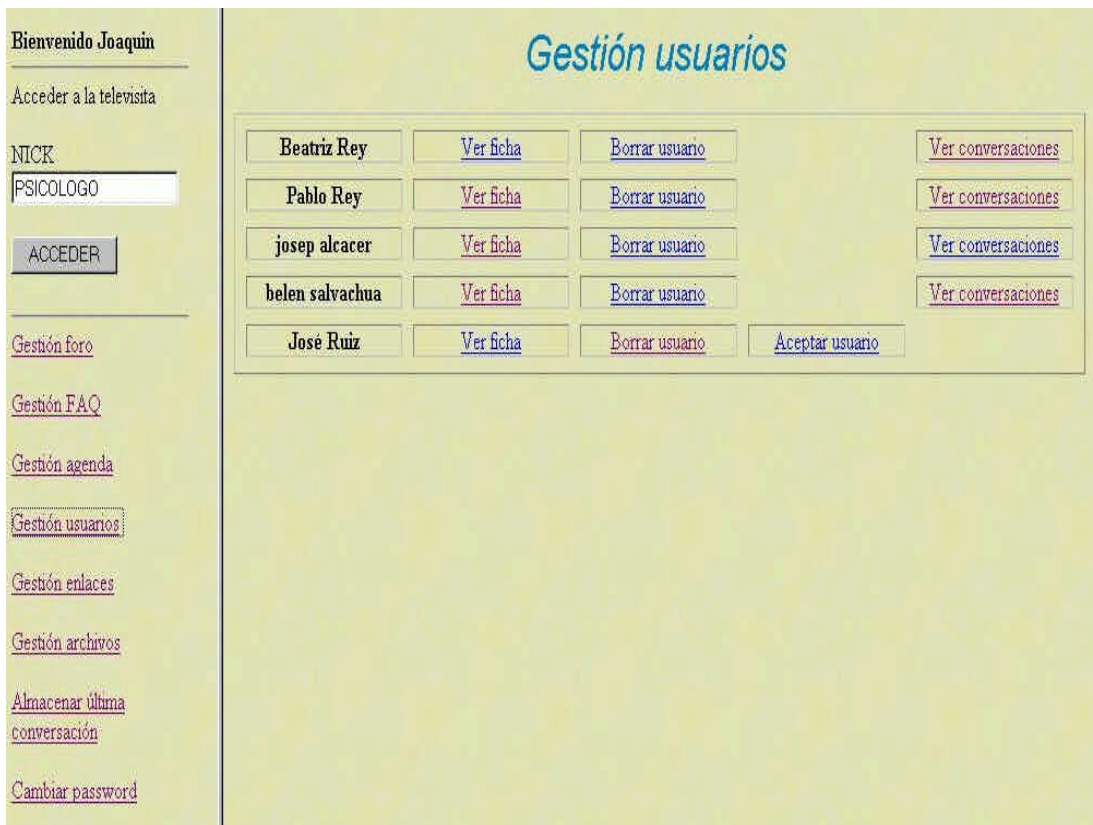 Bienvenido Joaquin
Acceder a la televisita
NICK
PSICOLOGO
ACCEDER
Gestión foro
Gestión FAQ
Gestión agenda
Gestión usuarios
Gestión enlaces
Gestión archivos
Almacenar última
conversación
Cambiar password
Gestión usuarios
Beatriz Rey Ver ficha Borrar usuario Ver conversaciones
Pablo Rey Ver ficha Borrar usuario Ver conversaciones
josep alcacer Ver ficha Borrar usuario Ver conversaciones
belen salvachua Ver ficha Borrar usuario Ver conversaciones
José Ruiz Ver ficha Borrar usuario Aceptar usuario